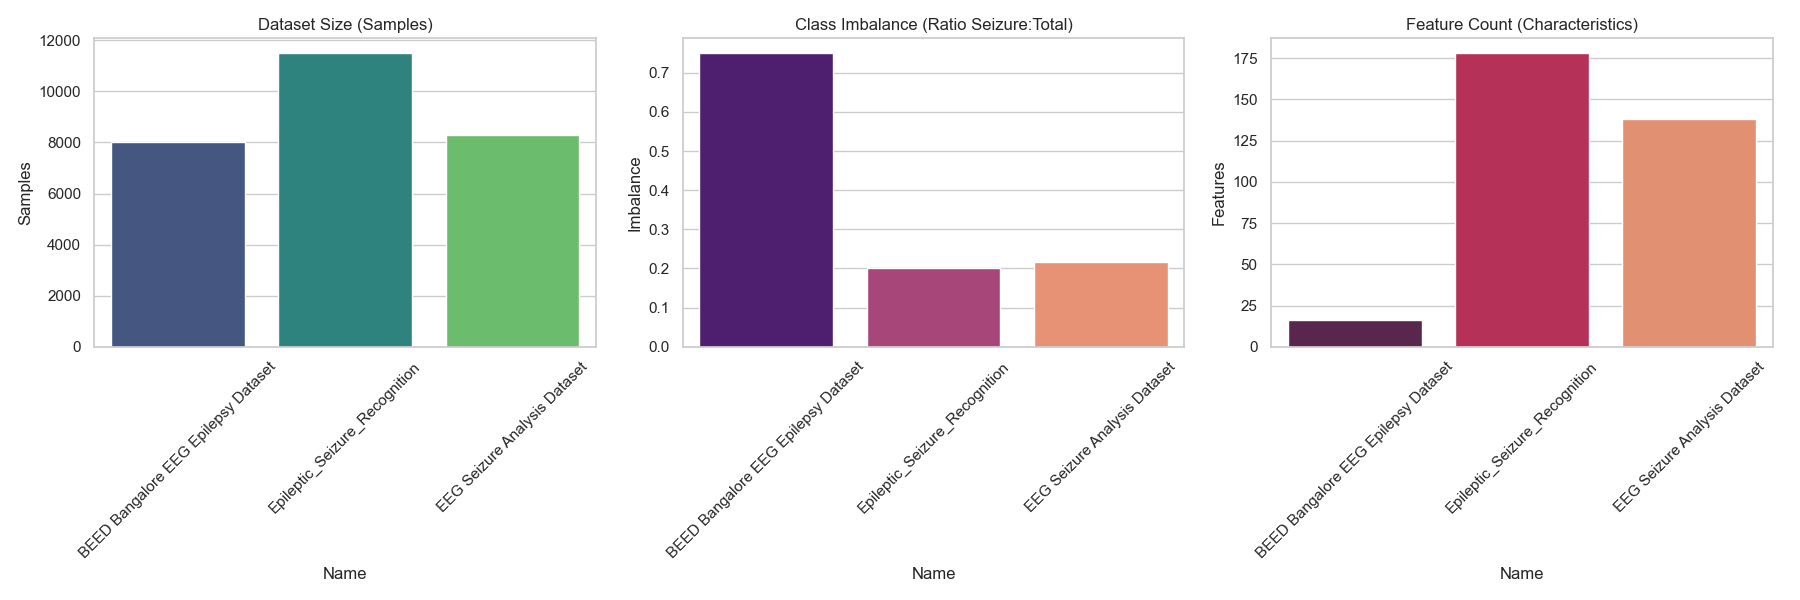 Dataset Size (Samples)
12000
10000
8000
6000
4000
2000
0
Samples
BEED Bangalore EEG Epilepsy Dataset
Epileptic_Seizure_Recognition
EEG Seizure Analysis Dataset
Name
Class Imbalance (Ratio Seizure:Total)
0.7
0.6
0.5
0.4
0.3
0.2
0.1
0.0
Imbalance
BEED Bangalore EEG Epilepsy Dataset
Epileptic_Seizure_Recognition
EEG Seizure Analysis Dataset
Name
Feature Count (Characteristics)
175
150
125
100
75
50
25
0
Features
BEED Bangalore EEG Epilepsy Dataset
Epileptic_Seizure_Recognition
EEG Seizure Analysis Dataset
Name